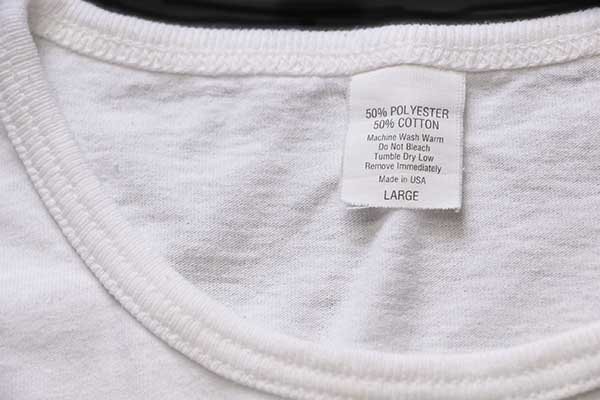 50% POLYESTER
50% COTTON
Machine Wash Warm
Do Not Bleach
Tumble Dry Low
Remove Immediately
Made in USA
LARGE